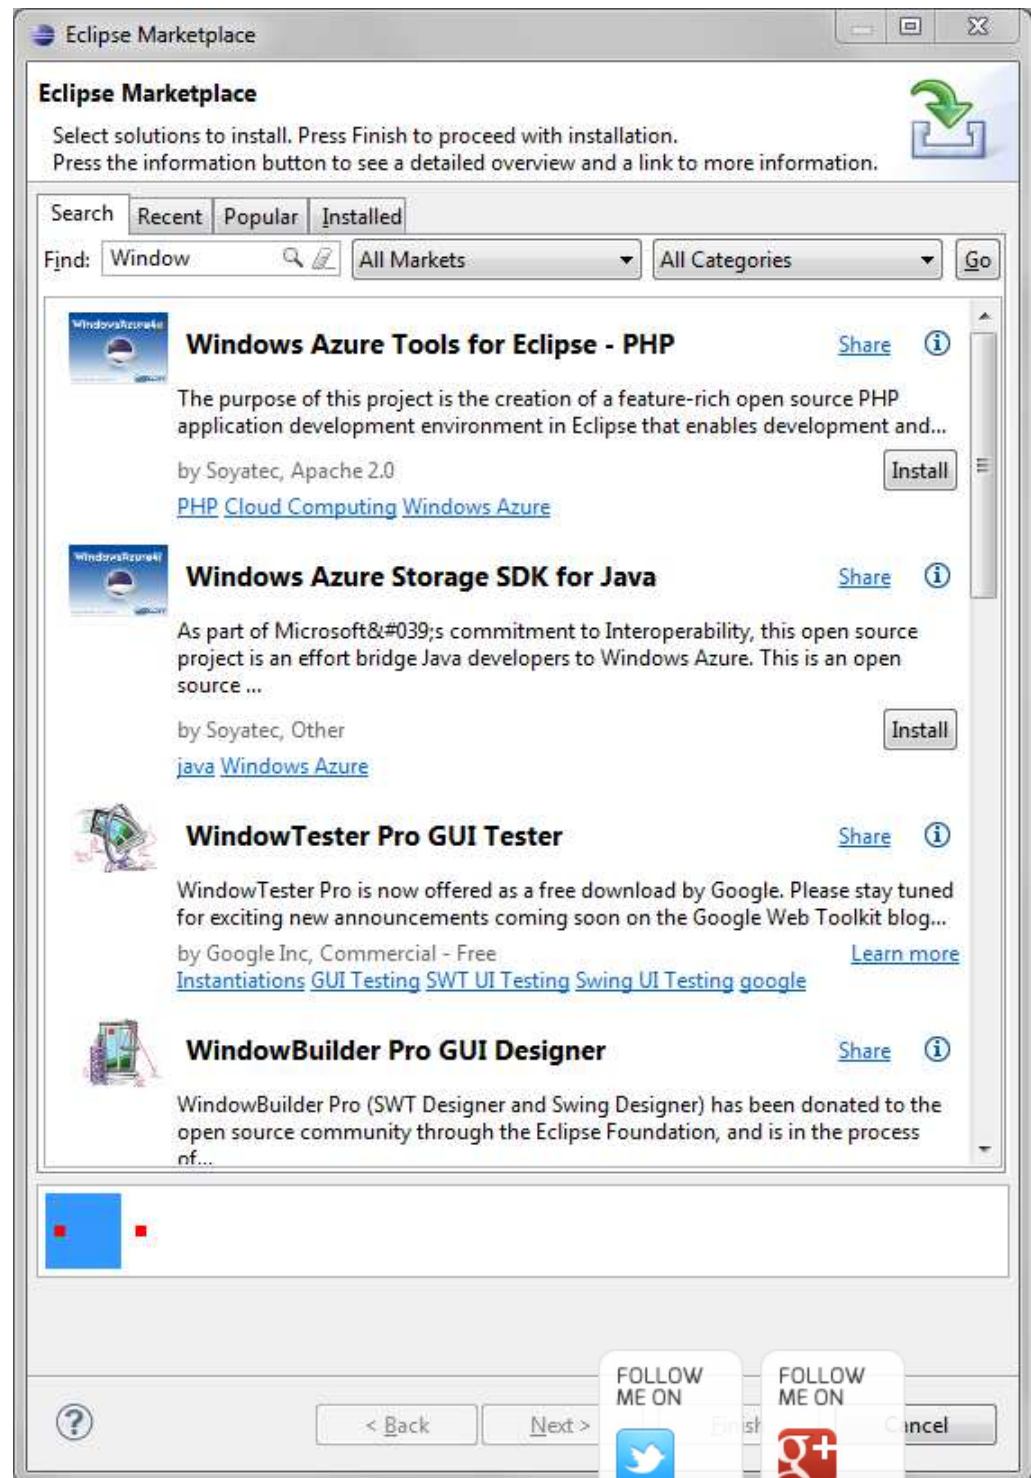 Eclipse Marketplace
Eclipse Marketplace
Select solutions to install. Press Finish to proceed with installation.
Press the information button to see a detailed overview and a link to more information.
Search Recent Popular Installed
Find: Window All Markets All Categories Go
Windows Azure Tools for Eclipse - PHP Share
The purpose of this project is the creation of a feature-rich open source PHP
application development environment in Eclipse that enables development and...
by Soyatec, Apache 2.0 Install
PHP Cloud Computing Windows Azure
Windows Azure Storage SDK for Java Share
As part of Microsoft&#039;s commitment to Interoperability, this open source
project is an effort bridge Java developers to Windows Azure. This is an open
source ...
by Soyatec, Other Install
java Windows Azure
WindowTester Pro GUI Tester Share
WindowTester Pro is now offered as a free download by Google. Please stay tuned
for exciting new announcements coming soon on the Google Web Toolkit blog...
by Google Inc, Commercial - Free Learn more
Instantiations GUI Testing SWT UI Testing Swing UI Testing google
WindowBuilder Pro GUI Designer Share
WindowBuilder Pro (SWT Designer and Swing Designer) has been donated to the
open source community through the Eclipse Foundation, and is in the process
of...
FOLLOW
ME ON
FOLLOW
ME ON
< Back Next > Finish Cancel
g+